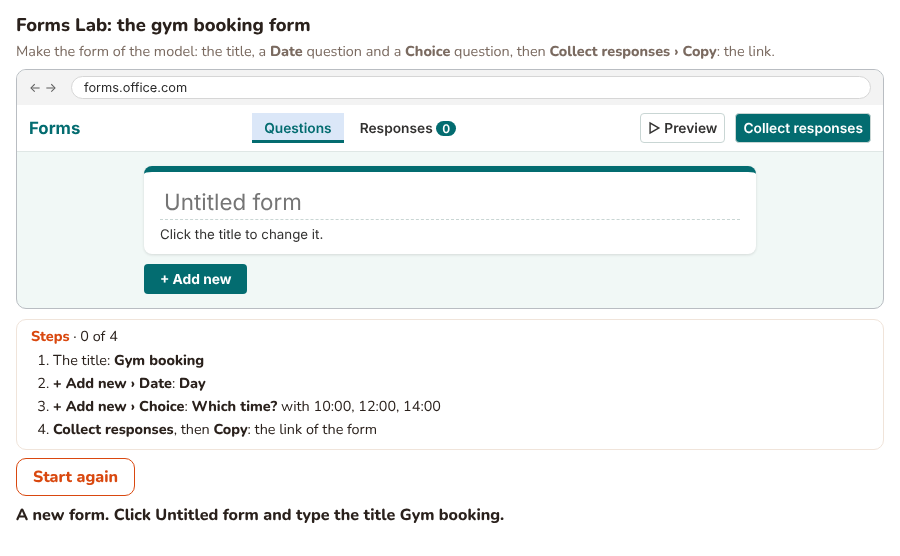 Forms Lab: the gym booking form
Make the form of the model: the title, a Date question and a Choice question, then Collect responses › Copy: the link.
← → forms.office.com
Forms Questions Responses 0 Preview Collect responses
Untitled form
Click the title to change it.
+ Add new
Steps · 0 of 4
1. The title: Gym booking
2. + Add new › Date: Day
3. + Add new › Choice: Which time? with 10:00, 12:00, 14:00
4. Collect responses, then Copy: the link of the form
Start again
A new form. Click Untitled form and type the title Gym booking.